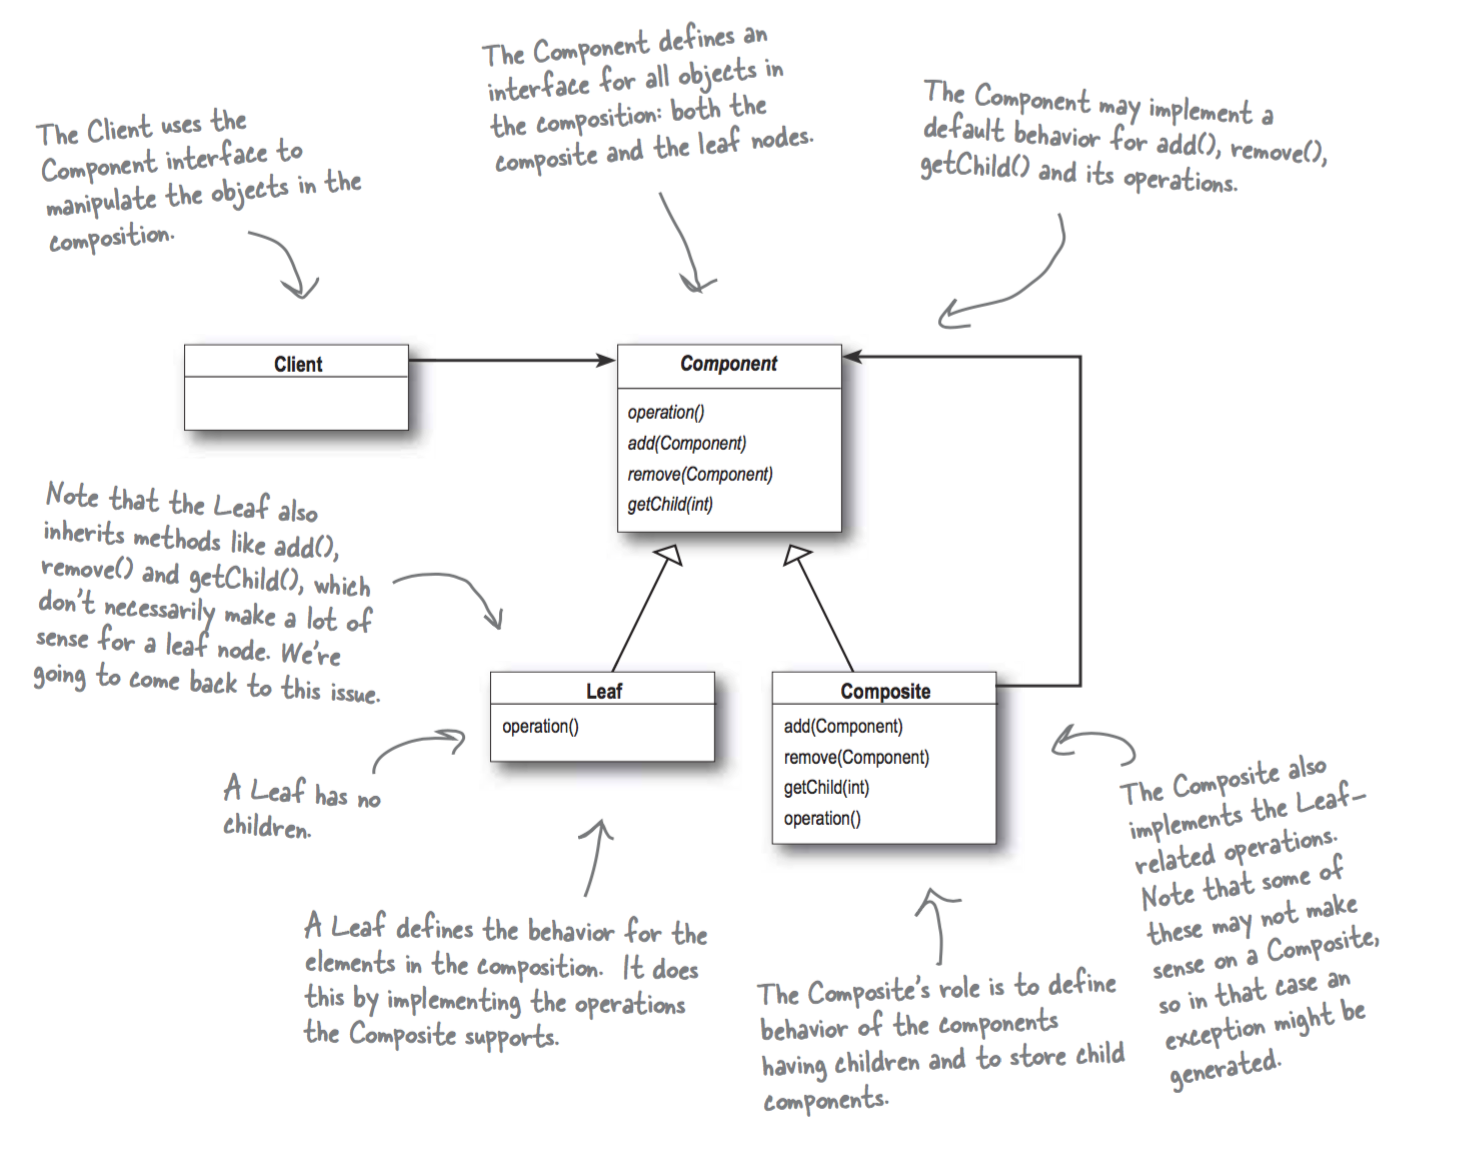 The Client uses the
Component interface to
manipulate the objects in the
composition.
The Component defines an
interface for all objects in
the composition: both the
composite and the leaf nodes.
The Component may implement a
default behavior for add(), remove(),
getChild() and its operations.
Client
Component
operation()
add(Component)
remove(Component)
getChild(int)
Note that the Leaf also
inherits methods like add(),
remove() and getChild(), which
don't necessarily make a lot of
sense for a leaf node. We're
going to come back to this issue.
Leaf
operation()
Composite
add(Component)
remove(Component)
getChild(int)
operation()
A Leaf has no
children.
A Leaf defines the behavior for the
elements in the composition. It does
this by implementing the operations
the Composite supports.
The Composite's role is to define
behavior of the components
having children and to store child
components.
The Composite also
implements the Leaf-
related operations.
Note that some of
these may not make
sense on a Composite,
so in that case an
exception might be
generated.